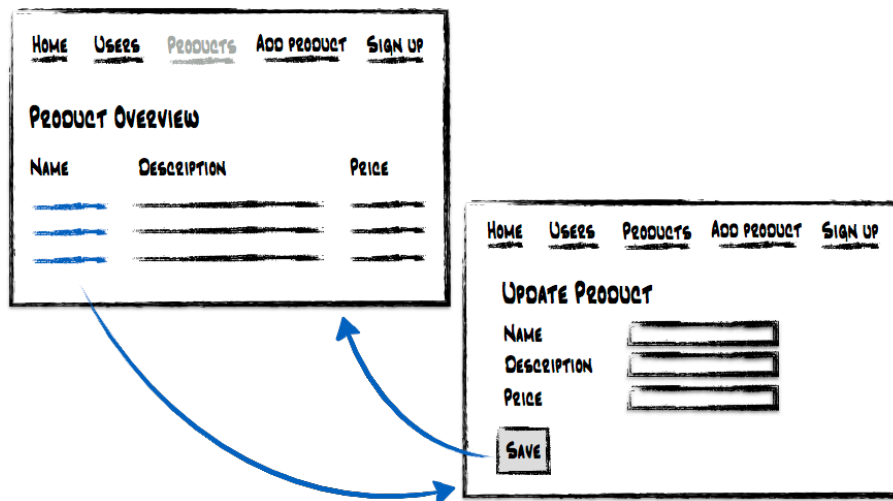 HOME USERS PRODUCTS ADD PRODUCT SIGN UP
PRODUCT OVERVIEW
NAME DESCRIPTION PRICE
HOME USERS PRODUCTS ADD PRODUCT SIGN UP
UPDATE PRODUCT
NAME
DESCRIPTION
PRICE
SAVE